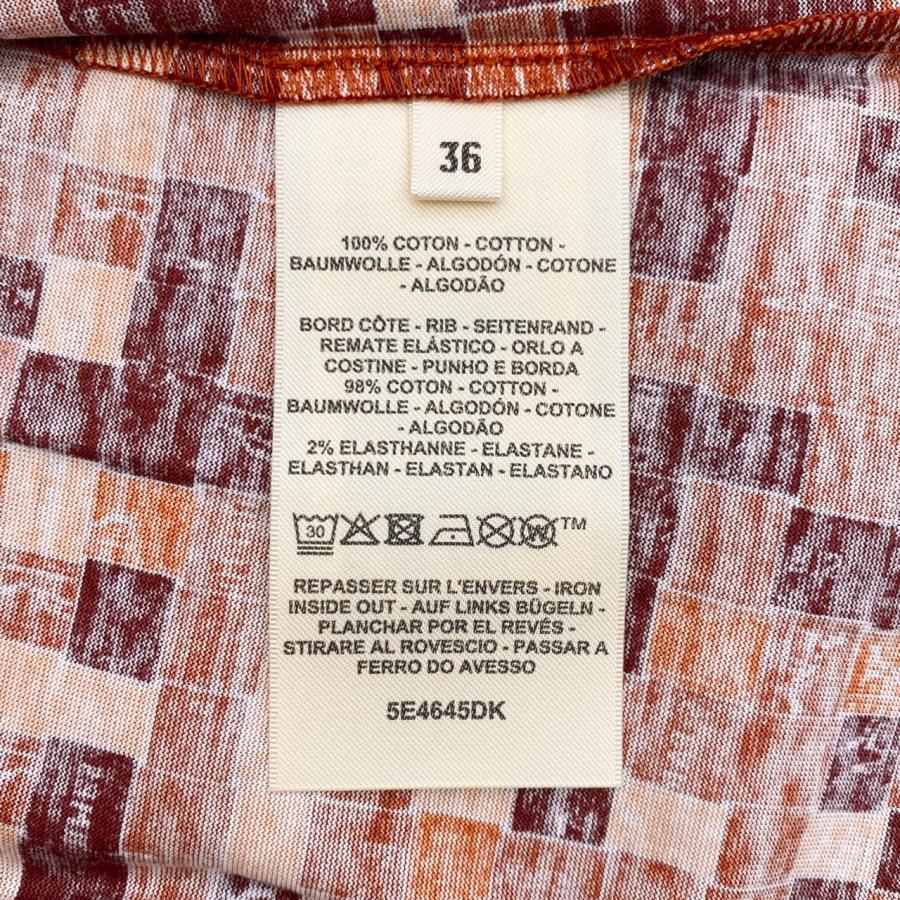 36
100% COTON - COTTON -
BAUMWOLLE - ALGODÓN - COTONE
- ALGODÃO
BORD CÔTE - RIB - SEITENRAND -
REMATE ELÁSTICO - ORLO A
COSTINE - PUNHO E BORDA
98% COTON - COTTON -
BAUMWOLLE - ALGODÓN - COTONE
- ALGODÃO
2% ELASTHANNE - ELASTANE -
ELASTHAN - ELASTAN - ELASTANO
30 W TM
REPASSER SUR L'ENVERS - IRON
INSIDE OUT - AUF LINKS BÜGELN -
PLANCHAR POR EL REVÉS -
STIRARE AL ROVESCIO - PASSAR A
FERRO DO AVESSO
5E4645DK